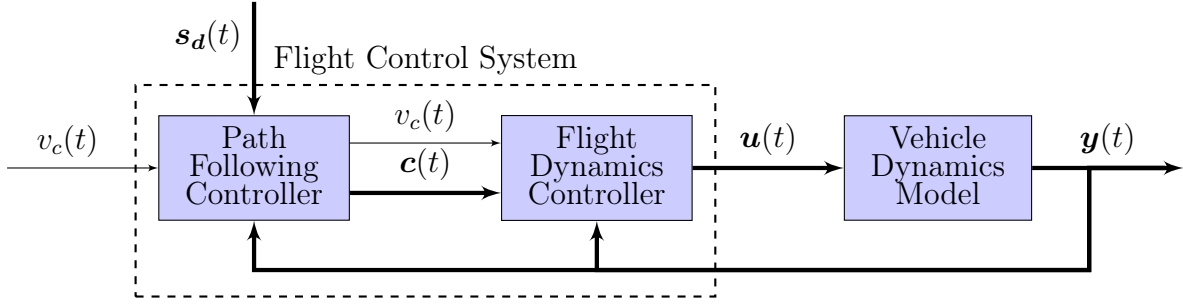 s_d(t)
Flight Control System
v_c(t)
Path
Following
Controller
v_c(t)
c(t)
Flight
Dynamics
Controller
u(t)
Vehicle
Dynamics
Model
y(t)